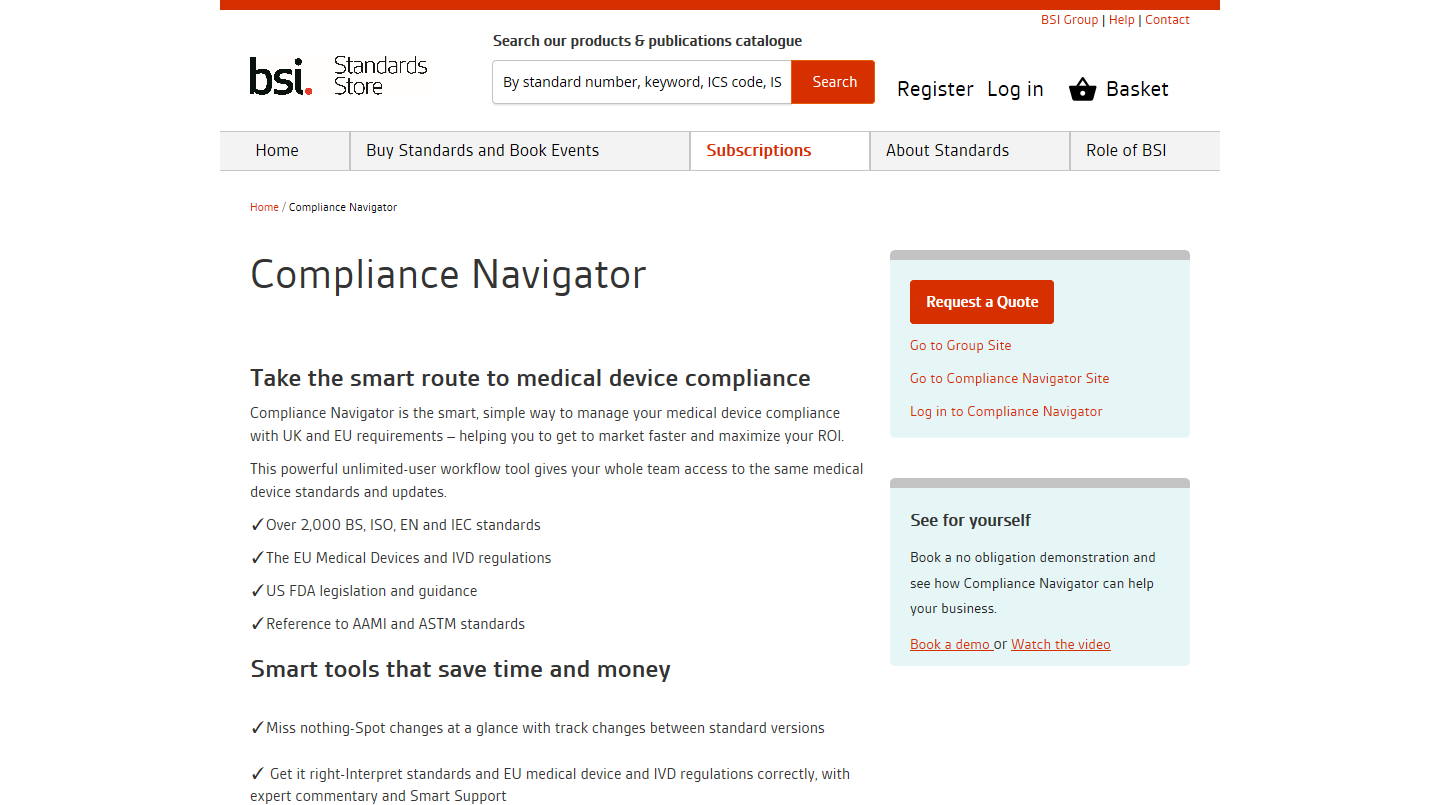 BSI Group | Help | Contact
Search our products & publications catalogue
bsi. Standards
Store
By standard number, keyword, ICS code, IS
Search
Register Log in Basket
Home
Buy Standards and Book Events
Subscriptions
About Standards
Role of BSI
Home / Compliance Navigator
Compliance Navigator
Take the smart route to medical device compliance
Compliance Navigator is the smart, simple way to manage your medical device compliance
with UK and EU requirements – helping you to get to market faster and maximize your ROI.
This powerful unlimited-user workflow tool gives your whole team access to the same medical
device standards and updates.
✓Over 2,000 BS, ISO, EN and IEC standards
✓The EU Medical Devices and IVD regulations
✓US FDA legislation and guidance
✓Reference to AAMI and ASTM standards
Smart tools that save time and money
✓Miss nothing-Spot changes at a glance with track changes between standard versions
✓ Get it right-Interpret standards and EU medical device and IVD regulations correctly, with
expert commentary and Smart Support
Request a Quote
Go to Group Site
Go to Compliance Navigator Site
Log in to Compliance Navigator
See for yourself
Book a no obligation demonstration and
see how Compliance Navigator can help
your business.
Book a demo or Watch the video